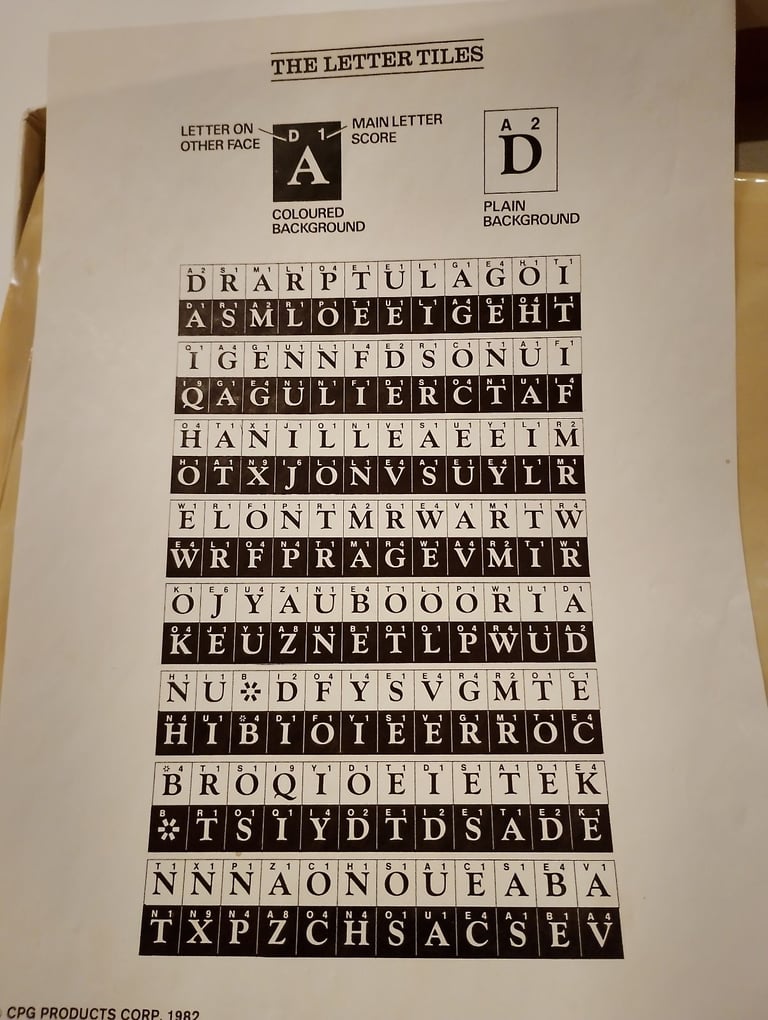 THE LETTER TILES
LETTER ON
OTHER FACE
D 1
A
MAIN LETTER
SCORE
COLOURED
BACKGROUND
A 2
D
PLAIN
BACKGROUND
D R A R P T U L A G O I
A S M L O E E I G E H T
I G E N N F D S O N U I
Q A G U L I E R C T A F
H A N I L L E A E E I M
O T X J O N V S U Y L R
E L O N T M R W A R T W
W R F P R A G E V M I R
O J Y A U B O O O R I A
K E U Z N E T L P W U D
N U ✲ D F Y S V G M T E
H I B I O I E E R R O C
B R O Q I O E I E T E K
✲ T S I Y D T D S A D E
N N N A O N O U E A B A
T X P Z C H S A C S E V
CPG PRODUCTS CORP. 1982